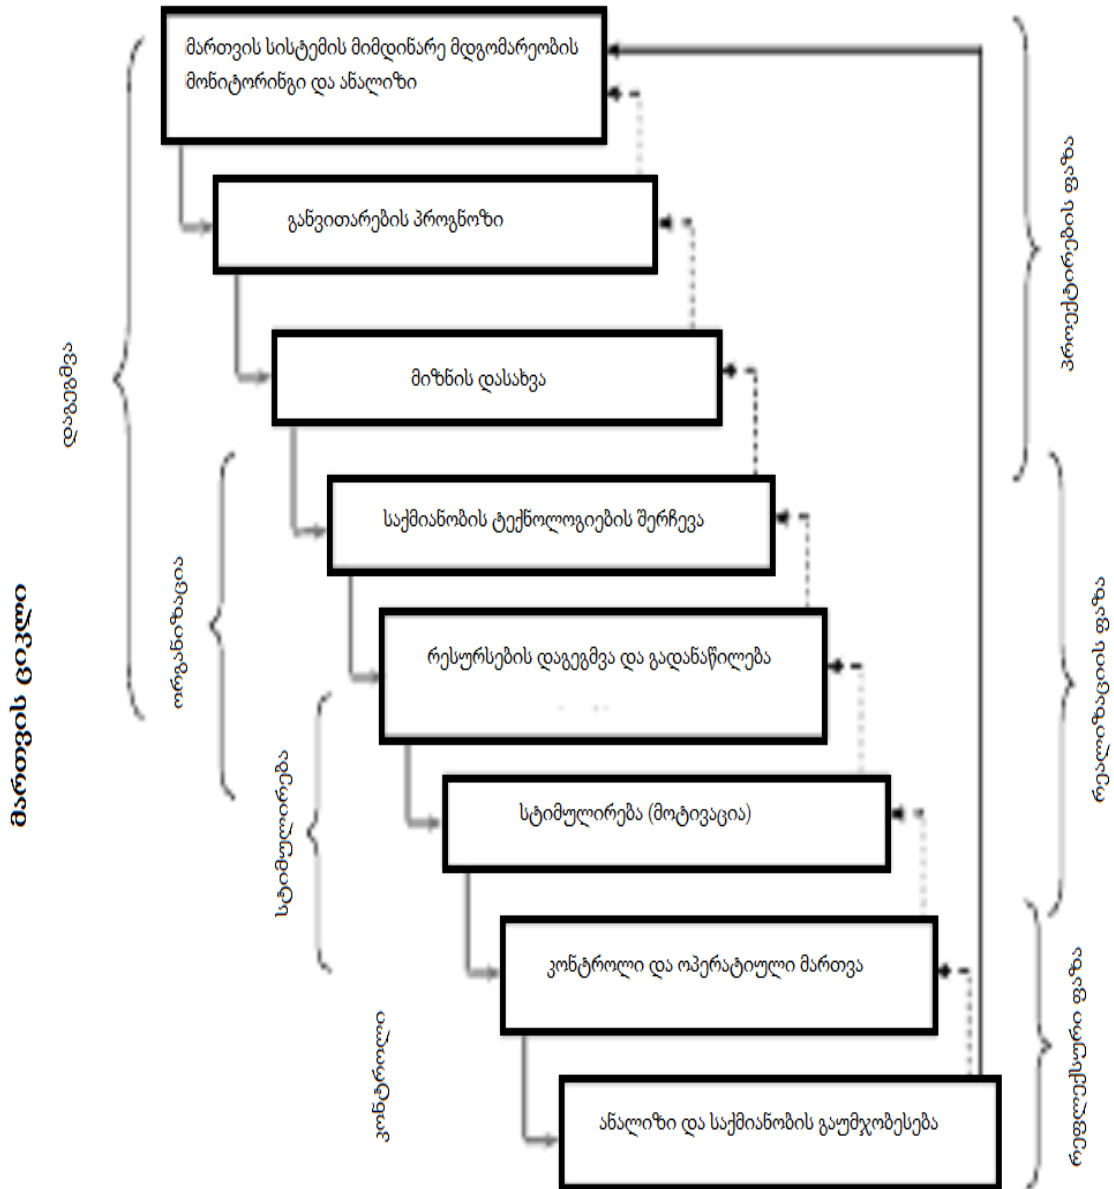 მართვის სისტემის მიმდინარე მდგომარეობის
მონიტორინგი და ანალიზი
განვითარების პროგნოზი
მიზნის დასახვა
საქმიანობის ტექნოლოგიების შერჩევა
რესურსების დაგეგმვა და გადანაწილება
სტიმულირება (მოტივაცია)
კონტროლი და ოპერატიული მართვა
ანალიზი და საქმიანობის გაუმჯობესება
მართვის ციკლი
დაგეგმვა
ორგანიზაცია
სტიმულირება
კონტროლი
პროექტირების ფაზა
რეალიზაციის ფაზა
რეფლექსური ფაზა